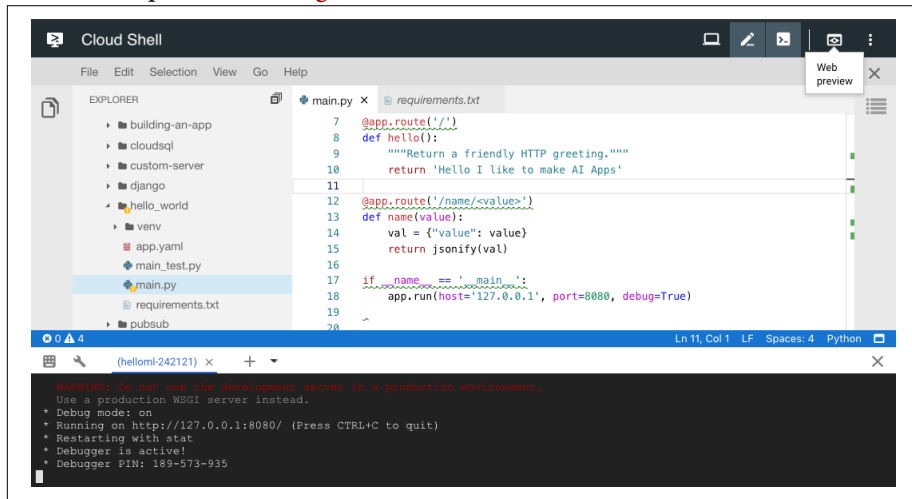 Cloud Shell
Web preview
File Edit Selection View Go Help
EXPLORER
building-an-app
cloudsql
custom-server
django
hello_world
venv
app.yaml
main_test.py
main.py
requirements.txt
pubsub
main.py × requirements.txt
7 @app.route('/')
8 def hello():
9 """Return a friendly HTTP greeting."""
10 return 'Hello I like to make AI Apps'
11
12 @app.route('/name/<value>')
13 def name(value):
14 val = {"value": value}
15 return jsonify(val)
16
17 if __name__ == '__main__':
18 app.run(host='127.0.0.1', port=8080, debug=True)
19
20
0 4 Ln 11, Col 1 LF Spaces: 4 Python
(helloml-242121) × +
WARNING: Do not use the development server in a production environment.
Use a production WSGI server instead.
* Debug mode: on
* Running on http://127.0.0.1:8080/ (Press CTRL+C to quit)
* Restarting with stat
* Debugger is active!
* Debugger PIN: 189-573-935